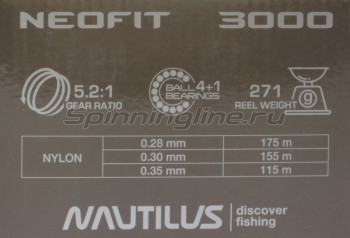 NEOFIT 3000
5.2:1
GEAR RATIO
BALL 4+1
BEARINGS
271
REEL WEIGHT
g
Spinningline.ru
NYLON
0.28 mm 175 m
0.30 mm 155 m
0.35 mm 115 m
NAUTILUS discover
fishing